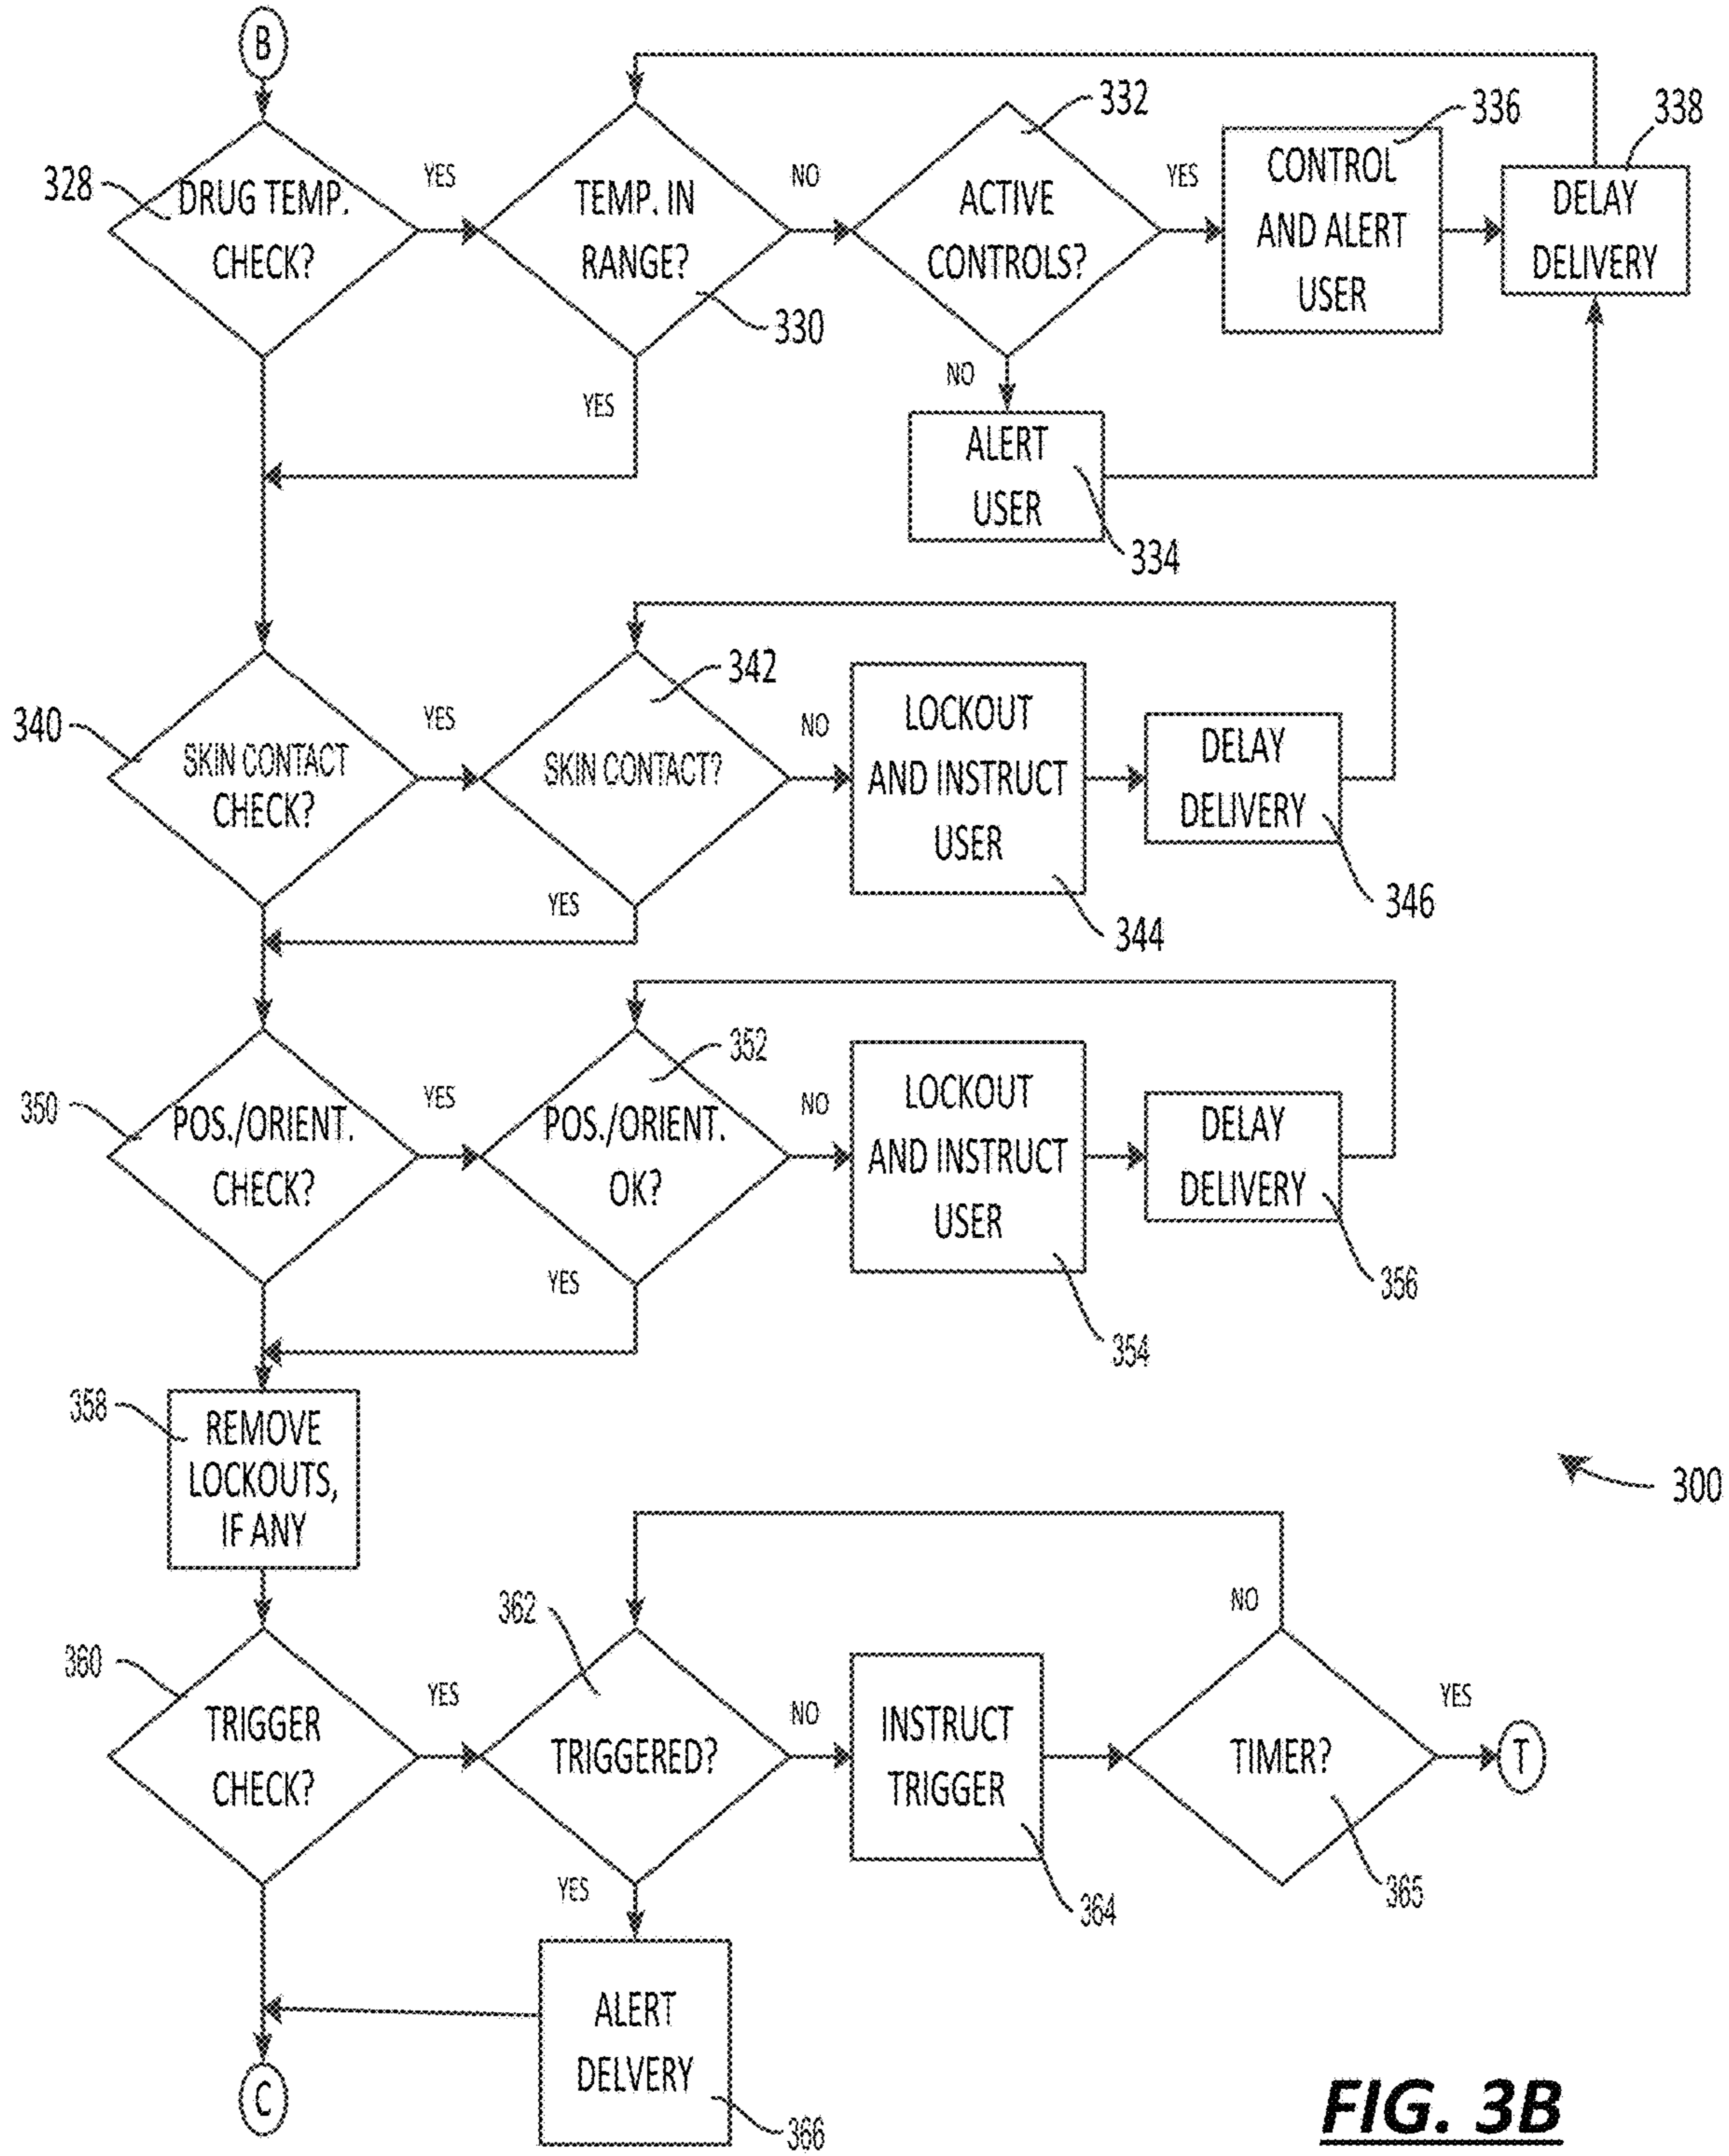 B
332
336
338
328
DRUG TEMP.
CHECK?
YES
TEMP. IN
RANGE?
NO
ACTIVE
CONTROLS?
YES
CONTROL
AND ALERT
USER
DELAY
DELIVERY
330
YES
NO
ALERT
USER
334
342
340
SKIN CONTACT
CHECK?
YES
SKIN CONTACT?
NO
LOCKOUT
AND INSTRUCT
USER
DELAY
DELIVERY
YES
344
346
352
350
POS./ORIENT.
CHECK?
YES
POS./ORIENT.
OK?
NO
LOCKOUT
AND INSTRUCT
USER
DELAY
DELIVERY
YES
354
356
358
REMOVE
LOCKOUTS,
IF ANY
300
362
NO
360
TRIGGER
CHECK?
YES
TRIGGERED?
NO
INSTRUCT
TRIGGER
TIMER?
YES
T
YES
364
365
ALERT
DELVERY
366
C
FIG. 3B